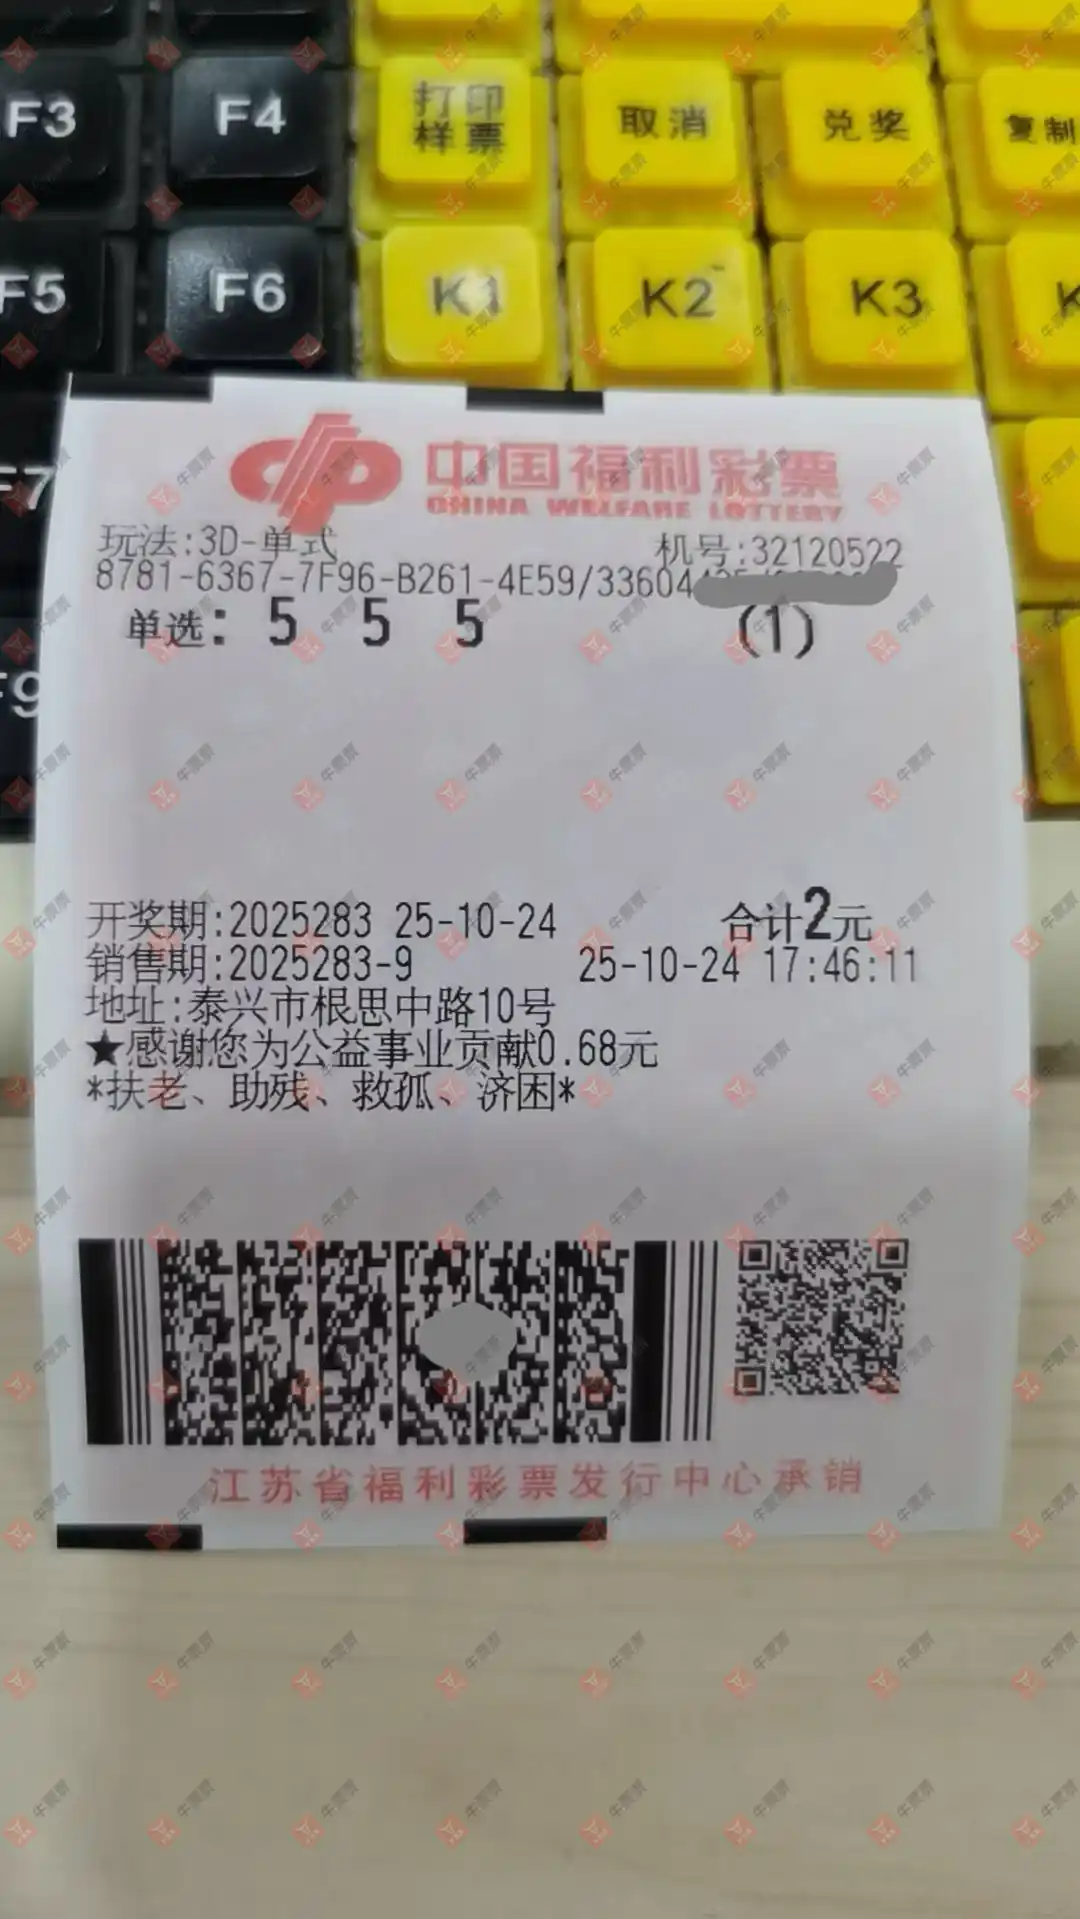 F3 F4 打印样票 取消 兑奖 复制
F5 F6 K1 K2 K3 K
F7
中国福利彩票
CHINA WELFARE LOTTERY
F9
玩法:3D-单式 机号:32120522
8781-6367-7F96-B261-4E59/33604
单选: 5 5 5 (1)
开奖期:2025283 25-10-24 合计2元
销售期:2025283-9 25-10-24 17:46:11
地址:泰兴市根思中路10号
★感谢您为公益事业贡献0.68元
*扶老、助残、救孤、济困*
江苏省福利彩票发行中心承销
牛票票